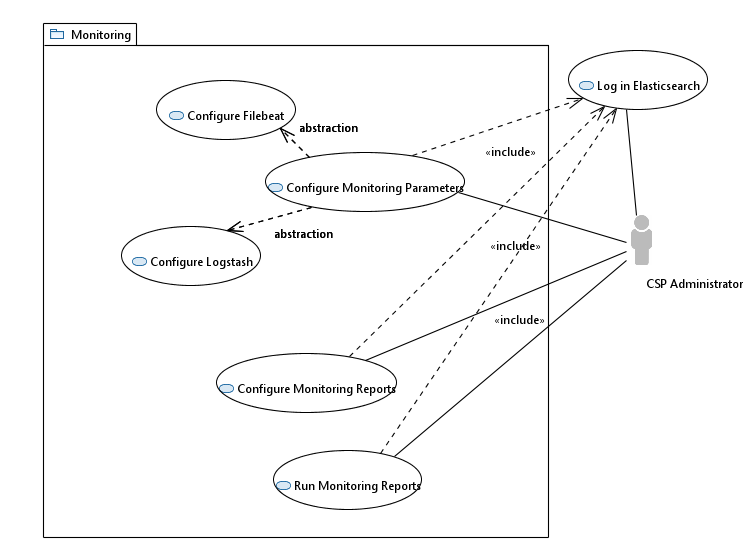 Monitoring
Log in Elasticsearch
Configure Filebeat
abstraction
«include»
Configure Monitoring Parameters
abstraction
«include»
Configure Logstash
CSP Administrator
«include»
Configure Monitoring Reports
Run Monitoring Reports